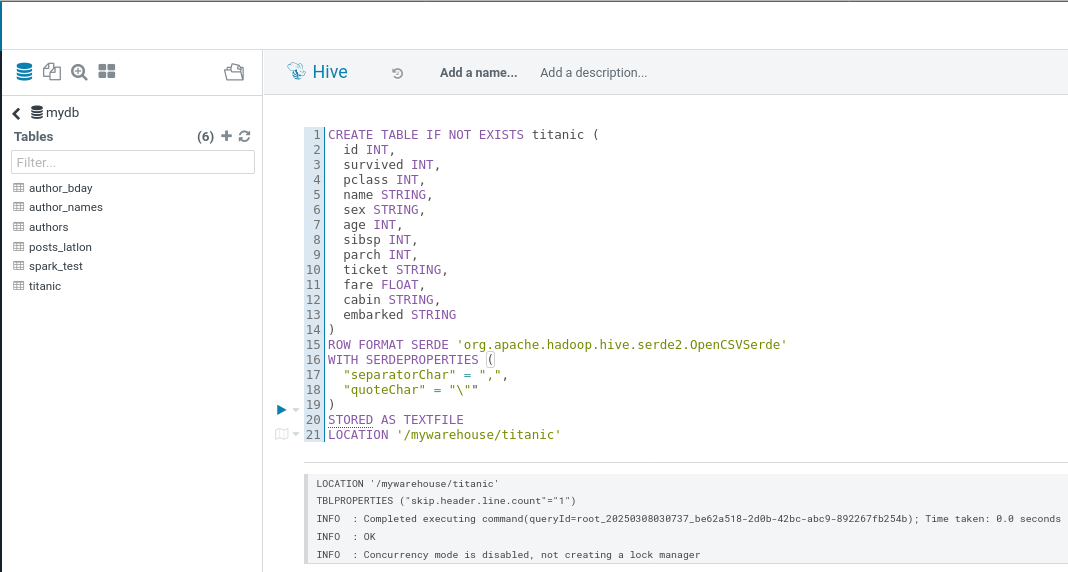 Hive
Add a name...
Add a description...
mydb
Tables
(6)
Filter...
author_bday
author_names
authors
posts_latlon
spark_test
titanic
1 CREATE TABLE IF NOT EXISTS titanic (
2   id INT,
3   survived INT,
4   pclass INT,
5   name STRING,
6   sex STRING,
7   age INT,
8   sibsp INT,
9   parch INT,
10   ticket STRING,
11   fare FLOAT,
12   cabin STRING,
13   embarked STRING
14 )
15 ROW FORMAT SERDE 'org.apache.hadoop.hive.serde2.OpenCSVSerde'
16 WITH SERDEPROPERTIES (
17   "separatorChar" = ",",
18   "quoteChar" = "\""
19 )
20 STORED AS TEXTFILE
21 LOCATION '/mywarehouse/titanic'
LOCATION '/mywarehouse/titanic'
TBLPROPERTIES ("skip.header.line.count"="1")
INFO  : Completed executing command(queryId=root_20250308030737_be62a518-2d0b-42bc-abc9-892267fb254b); Time taken: 0.0 seconds
INFO  : OK
INFO  : Concurrency mode is disabled, not creating a lock manager